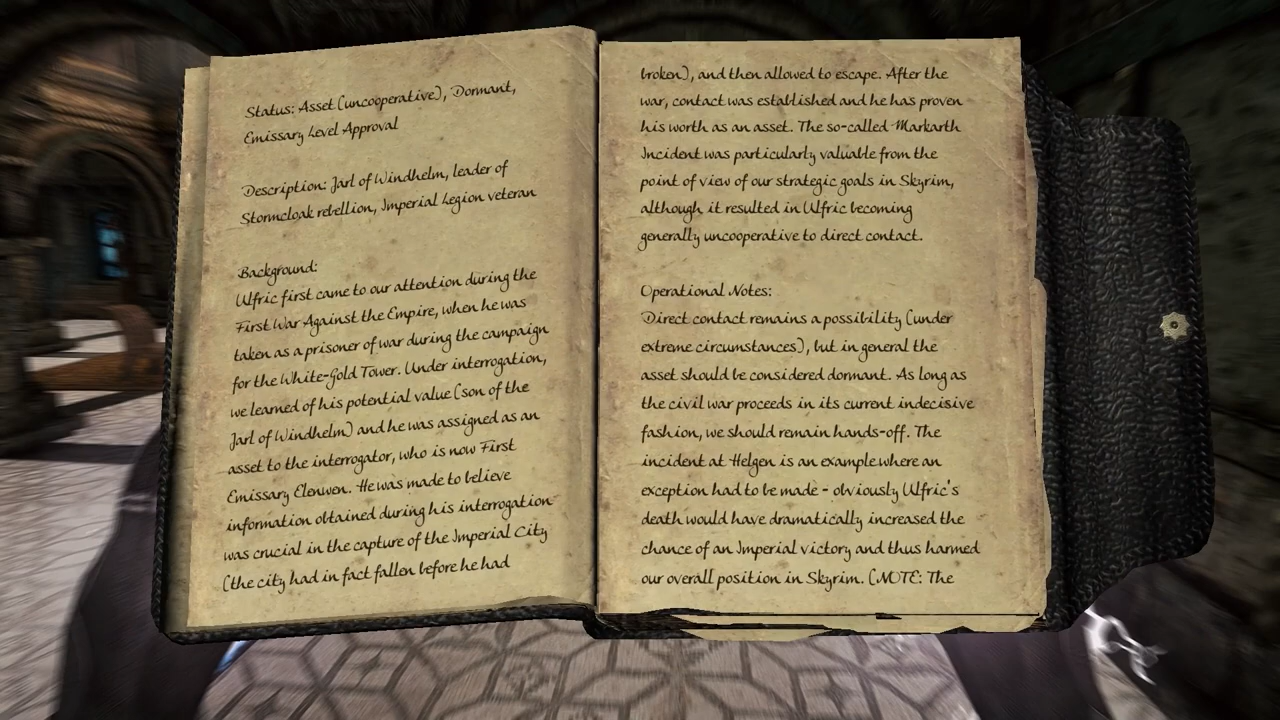 Status: Asset (uncooperative), Dormant,
Emissary Level Approval
Description: Jarl of Windhelm, leader of
Stormcloak rebellion, Imperial Legion veteran
Background:
Ulfric first came to our attention during the
First War Against the Empire, when he was
taken as a prisoner of war during the campaign
for the White-Gold Tower. Under interrogation,
we learned of his potential value (son of the
Jarl of Windhelm) and he was assigned as an
asset to the interrogator, who is now First
Emissary Elenwen. He was made to believe
information obtained during his interrogation
was crucial in the capture of the Imperial City
(the city had in fact fallen before he had
broken), and then allowed to escape. After the
war, contact was established and he has proven
his worth as an asset. The so-called Markarth
Incident was particularly valuable from the
point of view of our strategic goals in Skyrim,
although it resulted in Ulfric becoming
generally uncooperative to direct contact.
Operational Notes:
Direct contact remains a possibility (under
extreme circumstances), but in general the
asset should be considered dormant. As long as
the civil war proceeds in its current indecisive
fashion, we should remain hands-off. The
incident at Helgen is an example where an
exception had to be made - obviously Ulfric's
death would have dramatically increased the
chance of an Imperial victory and thus harmed
our overall position in Skyrim. (NOTE: The